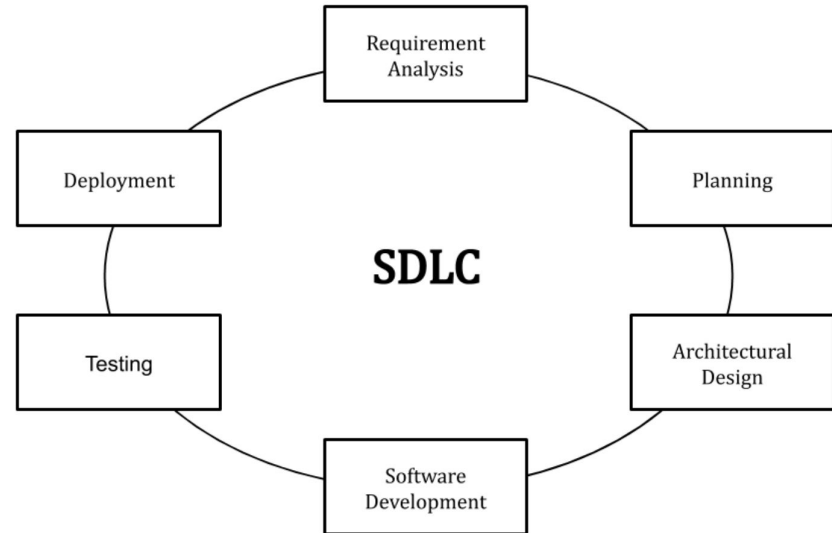 Requirement
Analysis
Deployment
Planning
SDLC
Testing
Architectural
Design
Software
Development